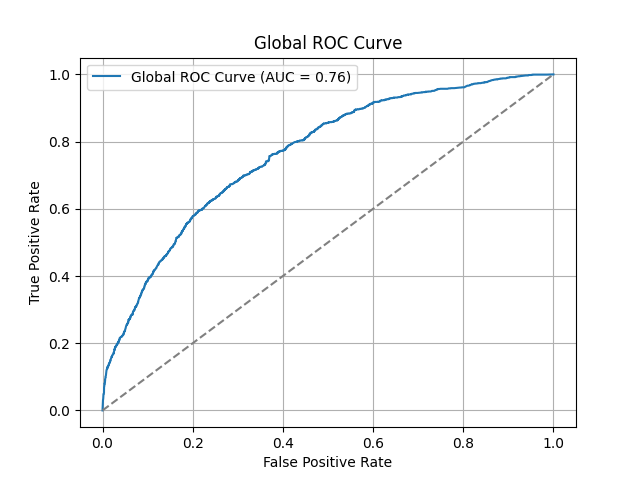 Global ROC Curve
Global ROC Curve (AUC = 0.76)
True Positive Rate
1.0
0.8
0.6
0.4
0.2
0.0
0.0 0.2 0.4 0.6 0.8 1.0
False Positive Rate